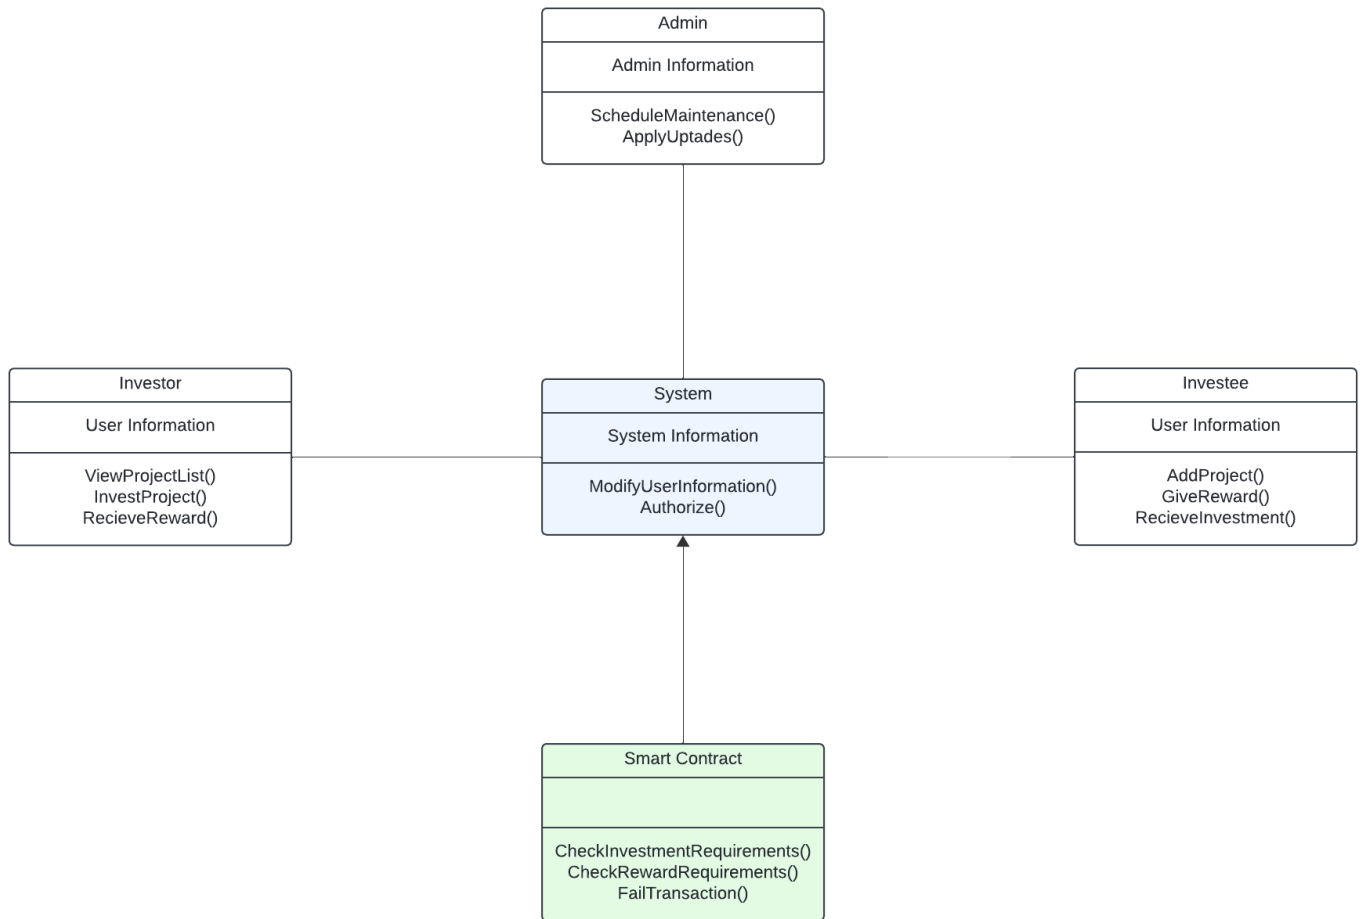 Admin
Admin Information
ScheduleMaintenance()
ApplyUptades()
Investor
User Information
ViewProjectList()
InvestProject()
RecieveReward()
System
System Information
ModifyUserInformation()
Authorize()
Investee
User Information
AddProject()
GiveReward()
RecieveInvestment()
Smart Contract
CheckInvestmentRequirements()
CheckRewardRequirements()
FailTransaction()